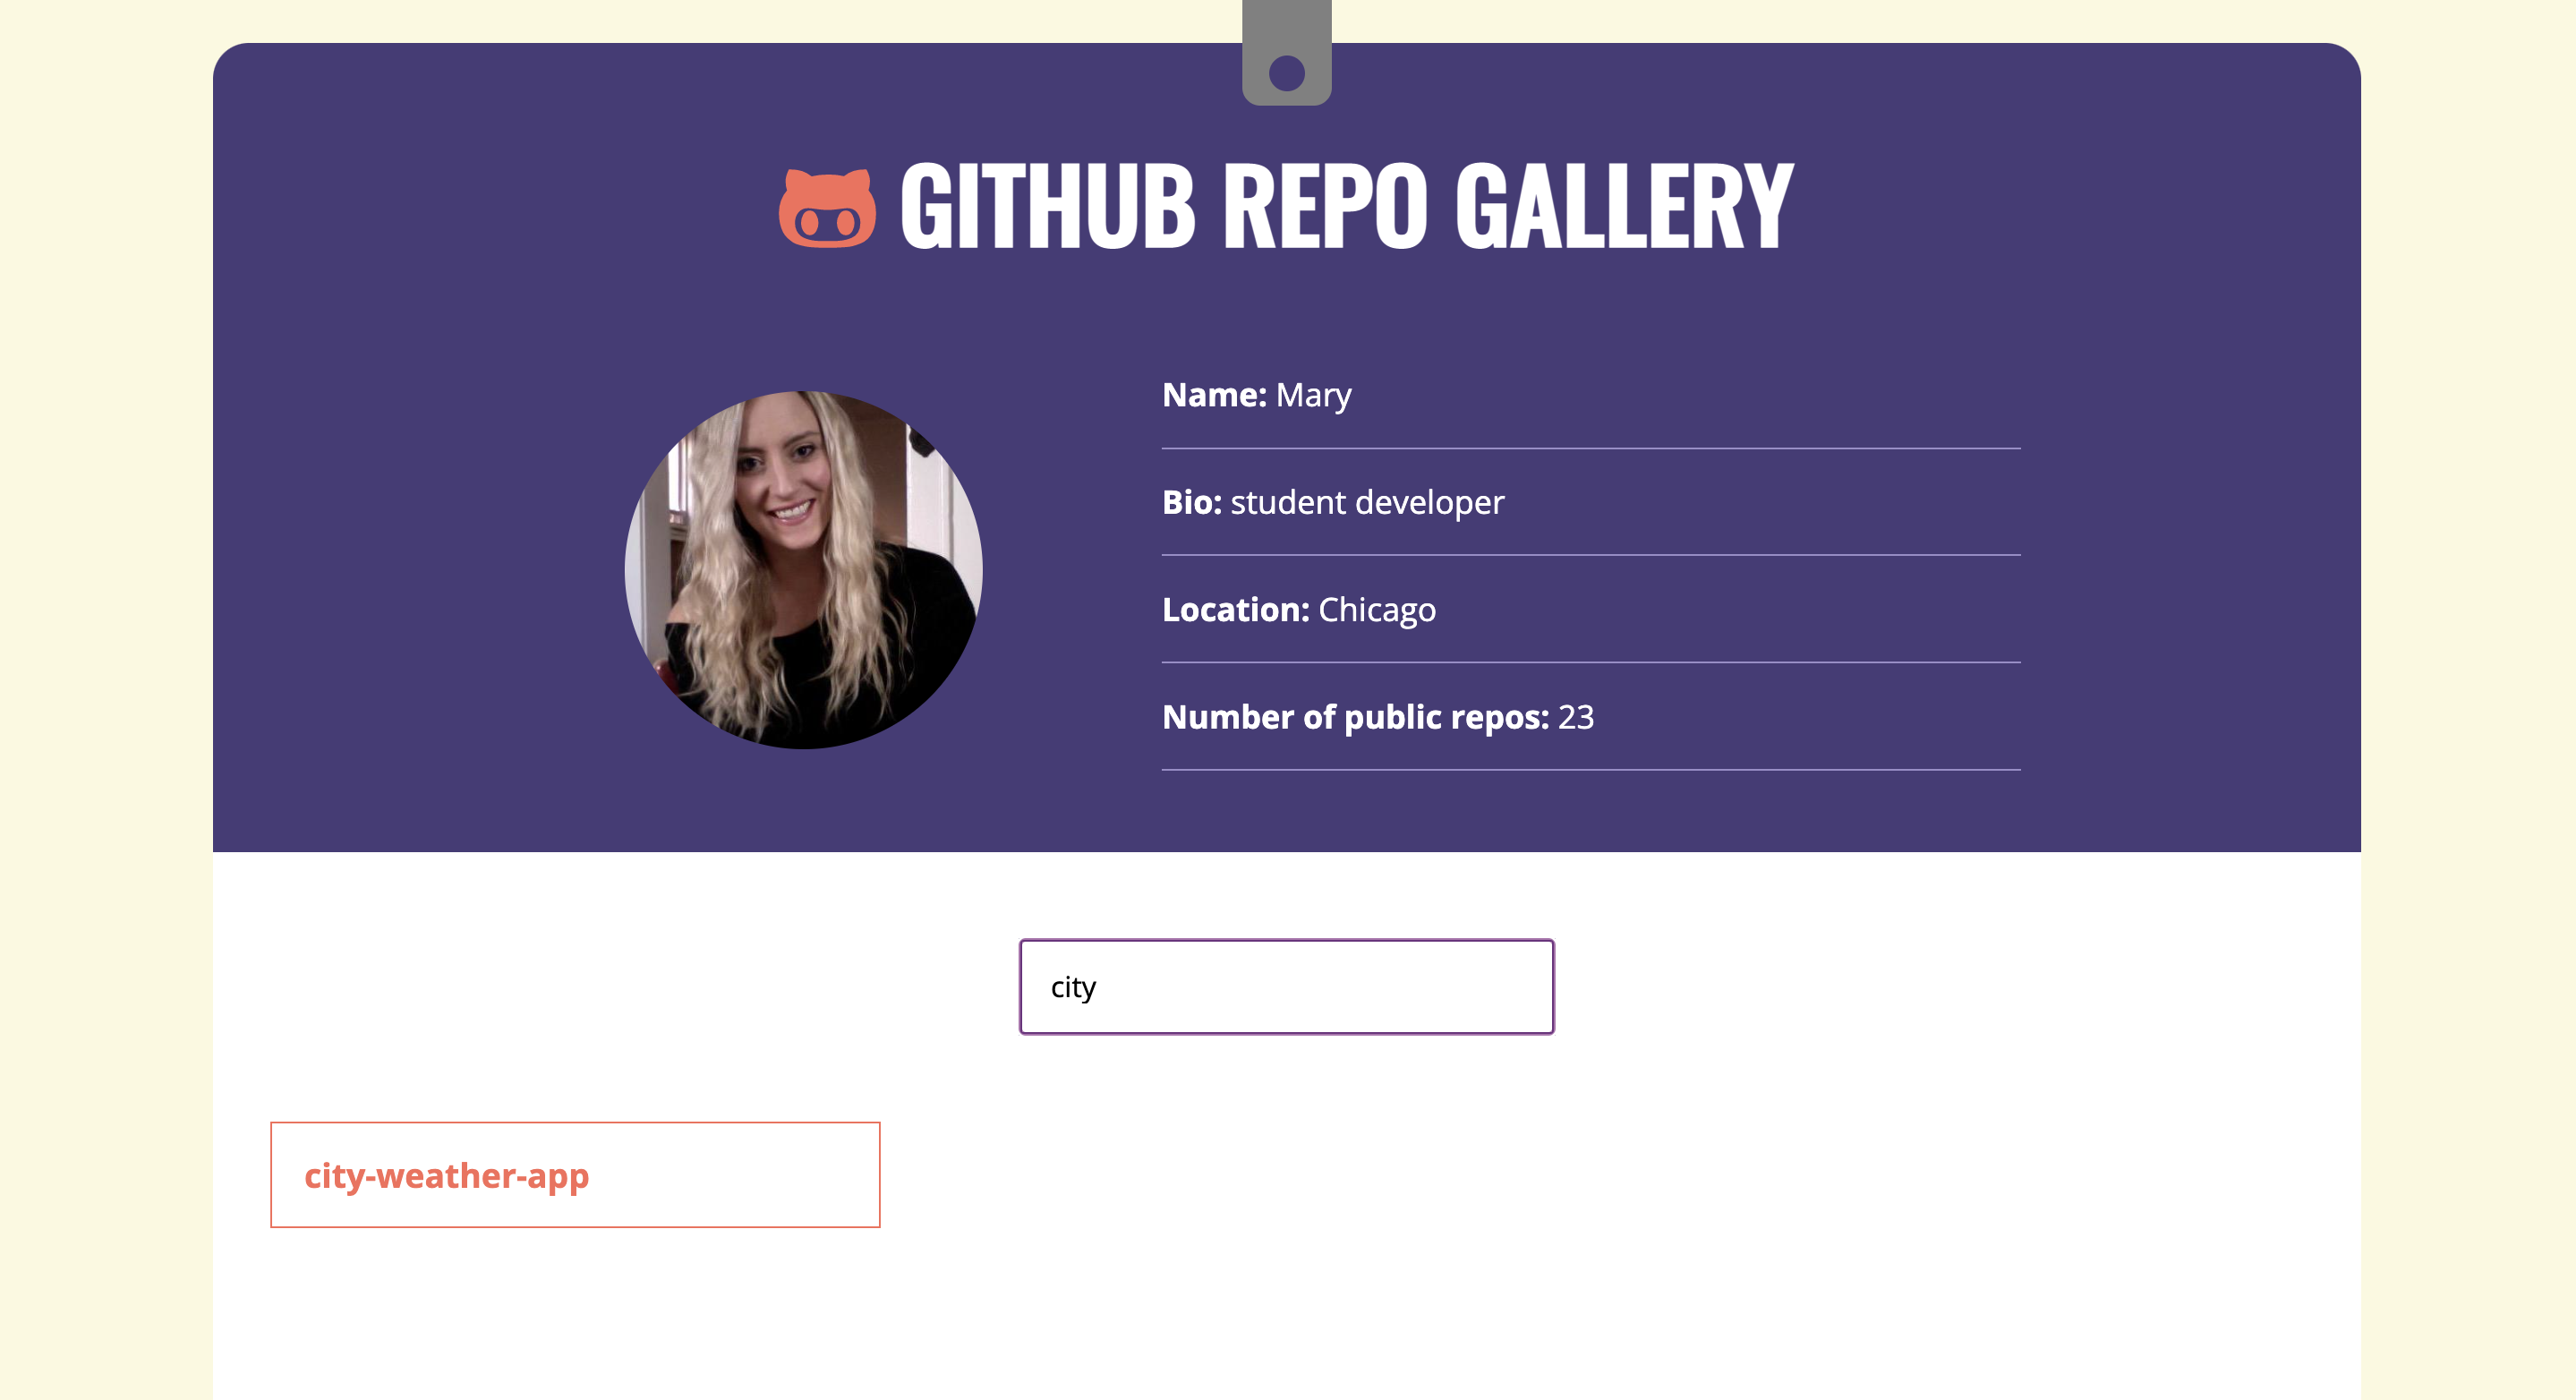 GITHUB REPO GALLERY
Name: Mary
Bio: student developer
Location: Chicago
Number of public repos: 23
city
city-weather-app